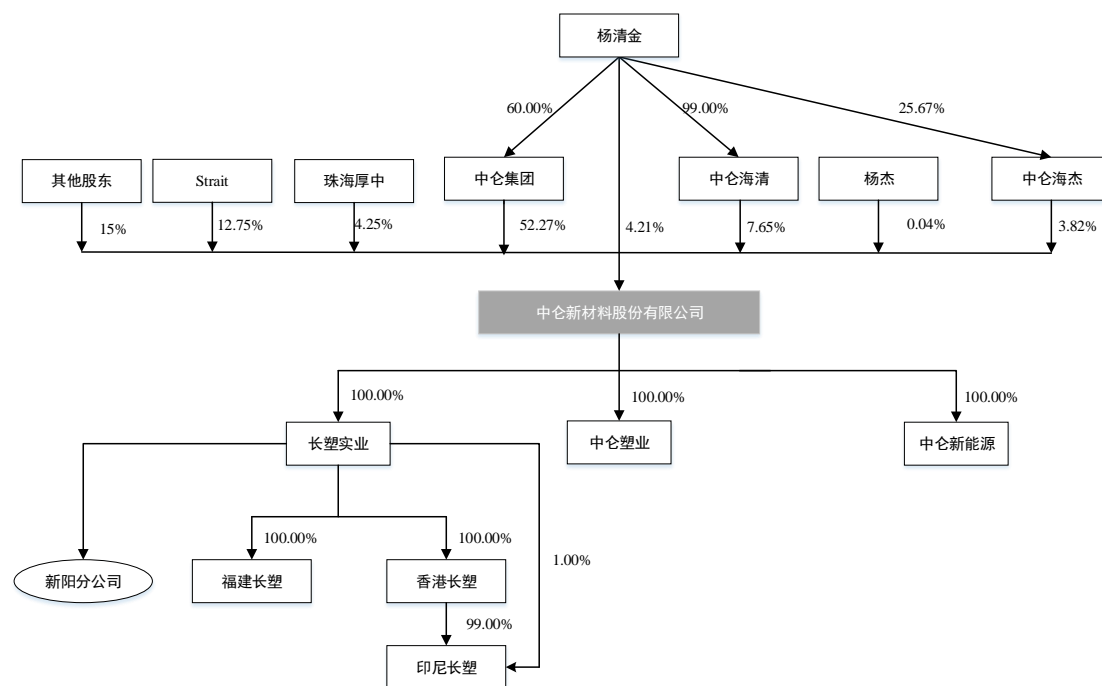 杨清金
60.00%
99.00%
25.67%
其他股东
Strait
珠海厚中
中仑集团
中仑海清
杨杰
中仑海杰
15%
12.75%
4.25%
52.27%
4.21%
7.65%
0.04%
3.82%
中仑新材料股份有限公司
100.00%
100.00%
100.00%
长塑实业
中仑塑业
中仑新能源
100.00%
100.00%
1.00%
新阳分公司
福建长塑
香港长塑
99.00%
印尼长塑